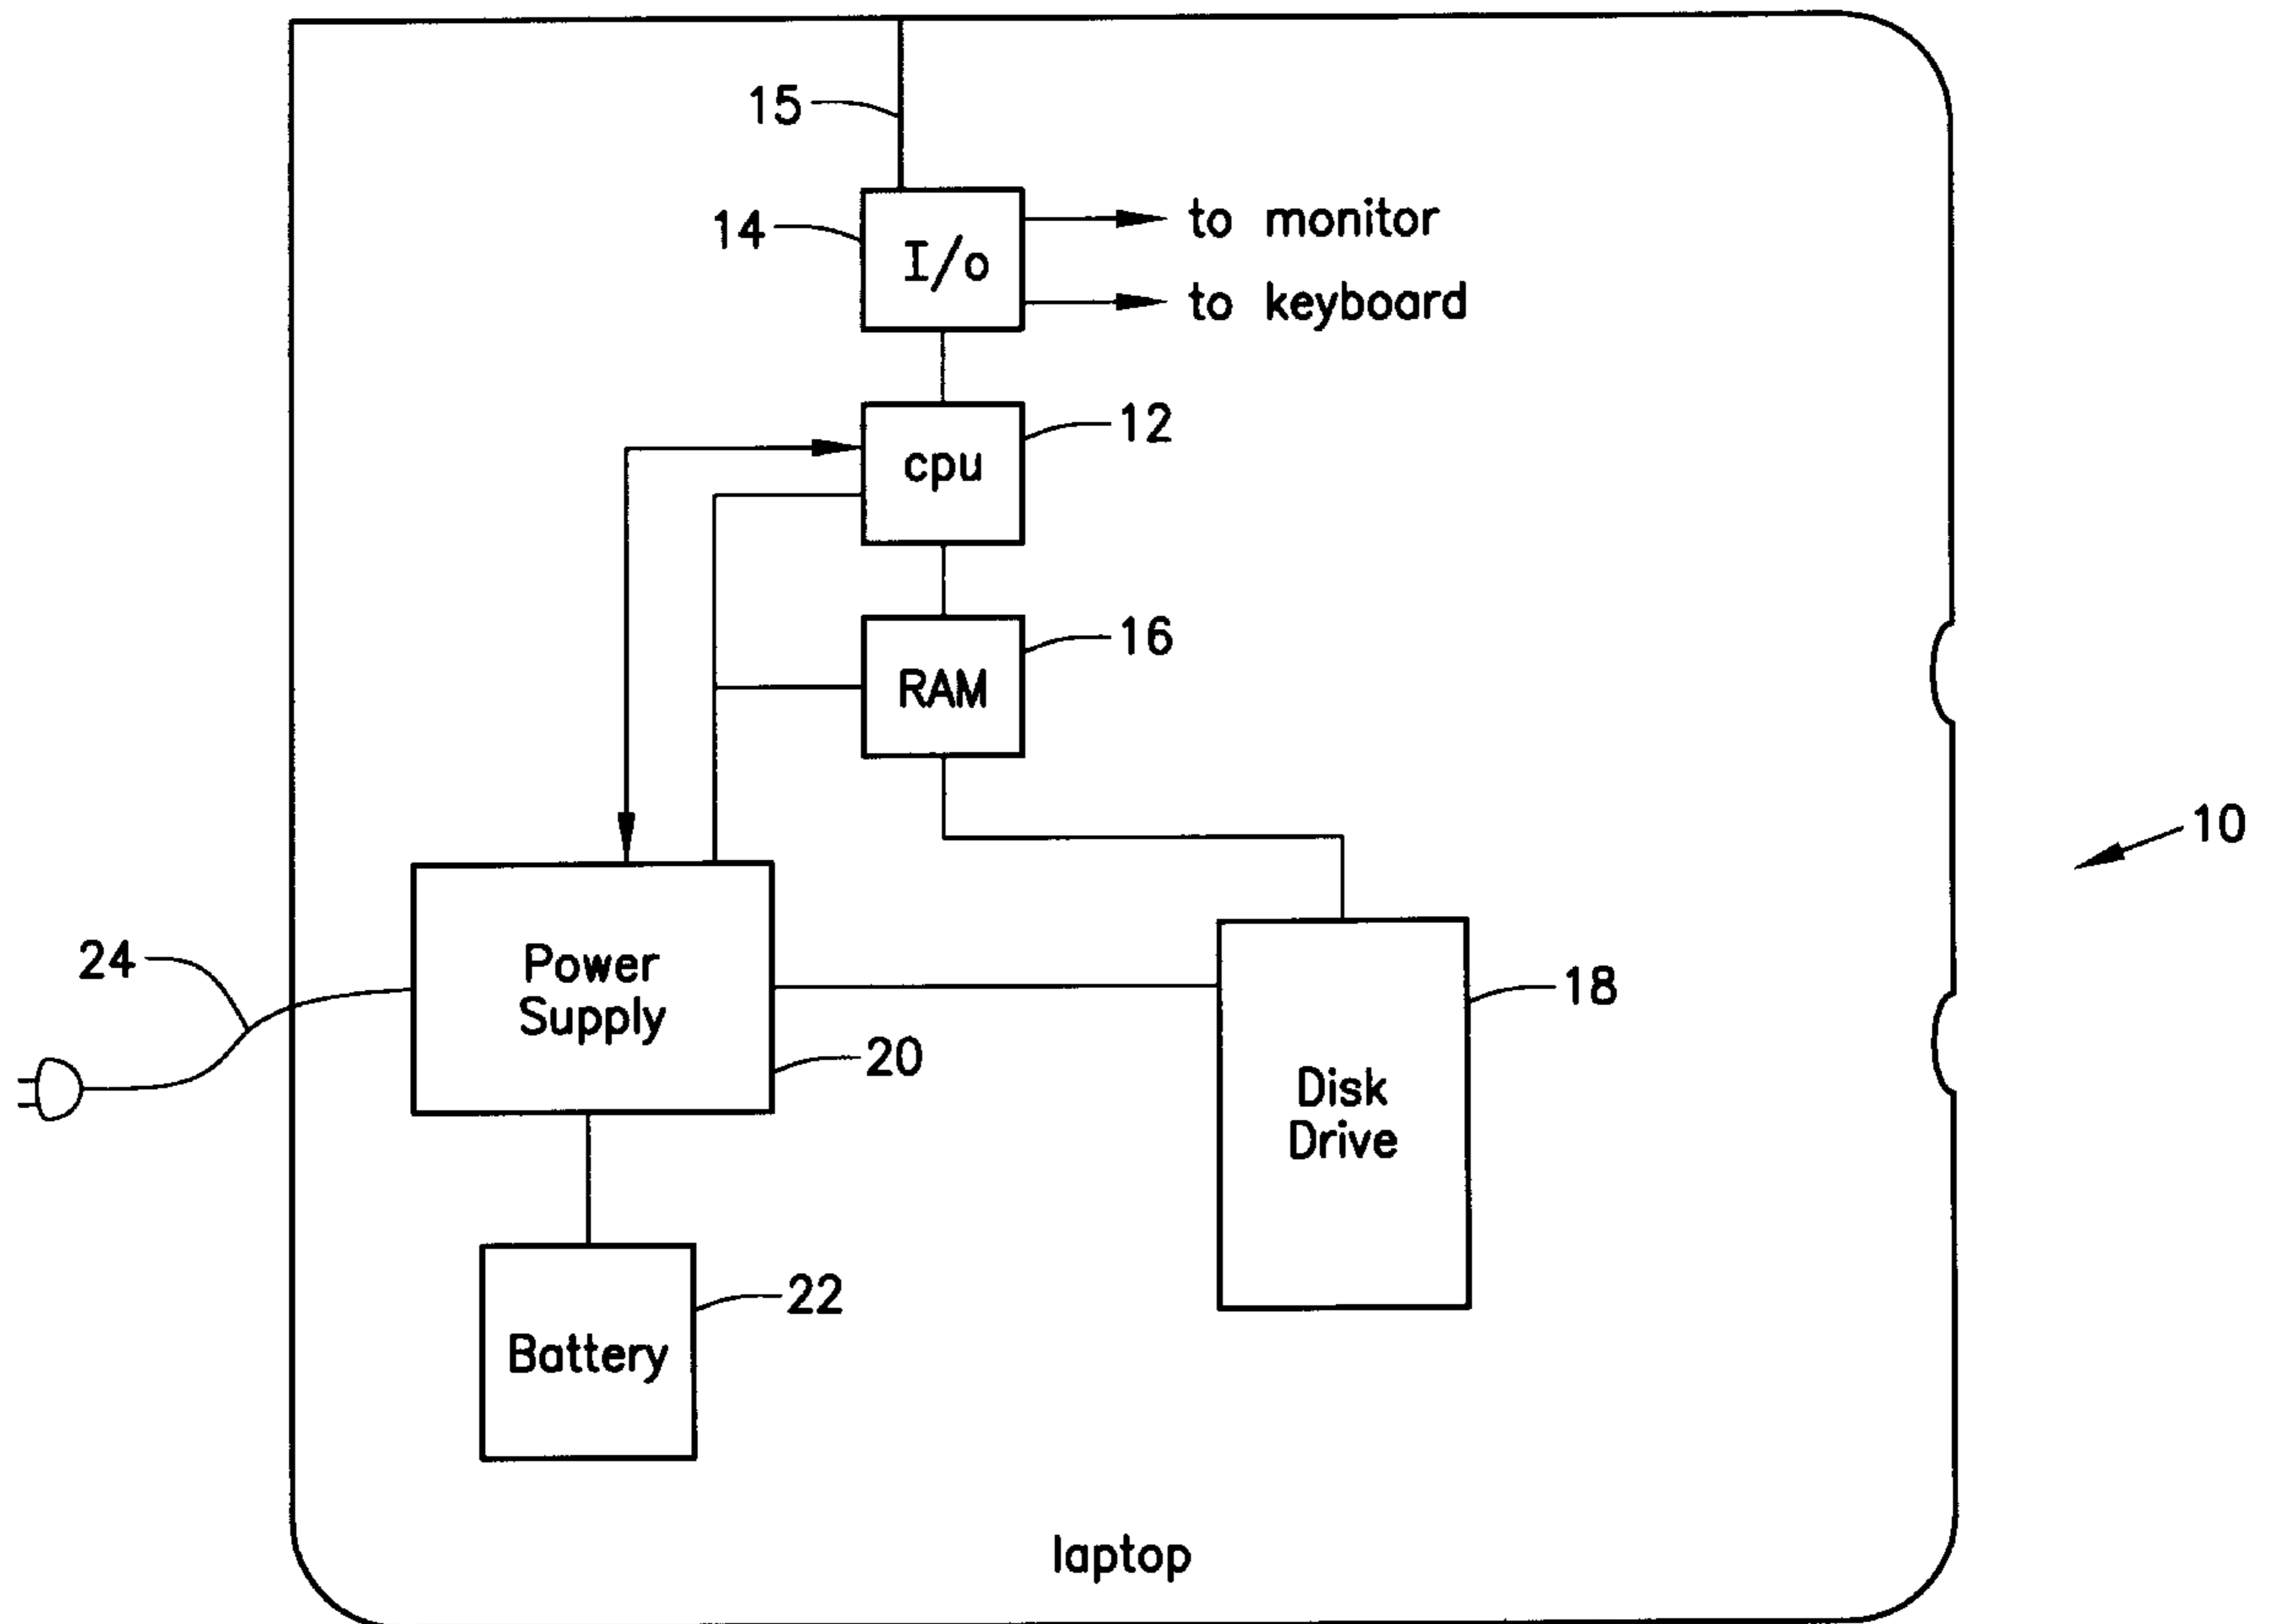 15
14
I/o
to monitor
to keyboard
12
cpu
16
RAM
10
24
Power
Supply
18
20
Disk
Drive
22
Battery
laptop